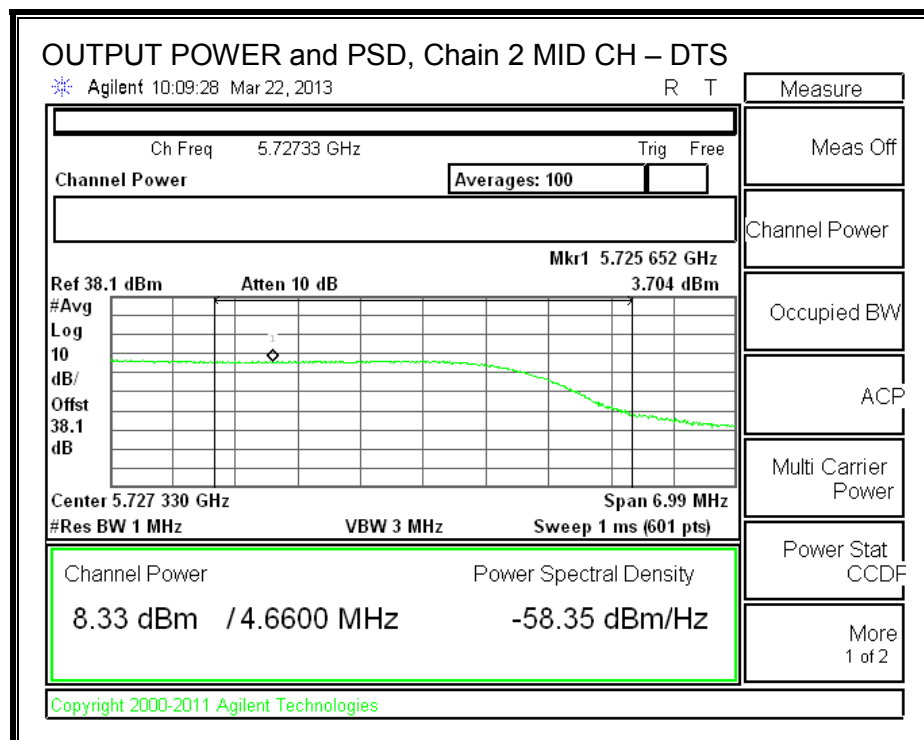 OUTPUT POWER and PSD, Chain 2 MID CH – DTS
Agilent 10:09:28 Mar 22, 2013 R T
Measure
Ch Freq 5.72733 GHz Trig Free
Channel Power Averages: 100
Mkr1 5.725 652 GHz
Ref 38.1 dBm Atten 10 dB 3.704 dBm
#Avg
Log
10
dB/
Offst
38.1
dB
1
Center 5.727 330 GHz Span 6.99 MHz
#Res BW 1 MHz VBW 3 MHz Sweep 1 ms (601 pts)
Channel Power Power Spectral Density
8.33 dBm / 4.6600 MHz -58.35 dBm/Hz
Copyright 2000-2011 Agilent Technologies
Meas Off
Channel Power
Occupied BW
ACP
Multi Carrier
Power
Power Stat
CCDF
More
1 of 2